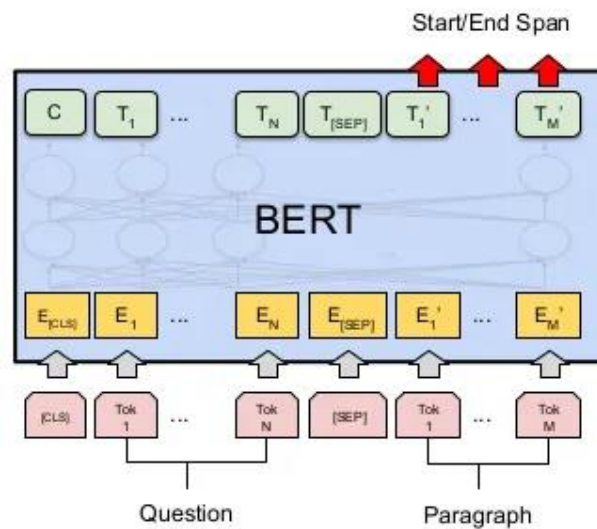 Start/End Span
C T1 ... TN T[SEP] T1' ... TM'
BERT
E[CLS] E1 ... EN E[SEP] E1' ... EM'
[CLS] Tok 1 ... Tok N [SEP] Tok 1 ... Tok M
Question Paragraph